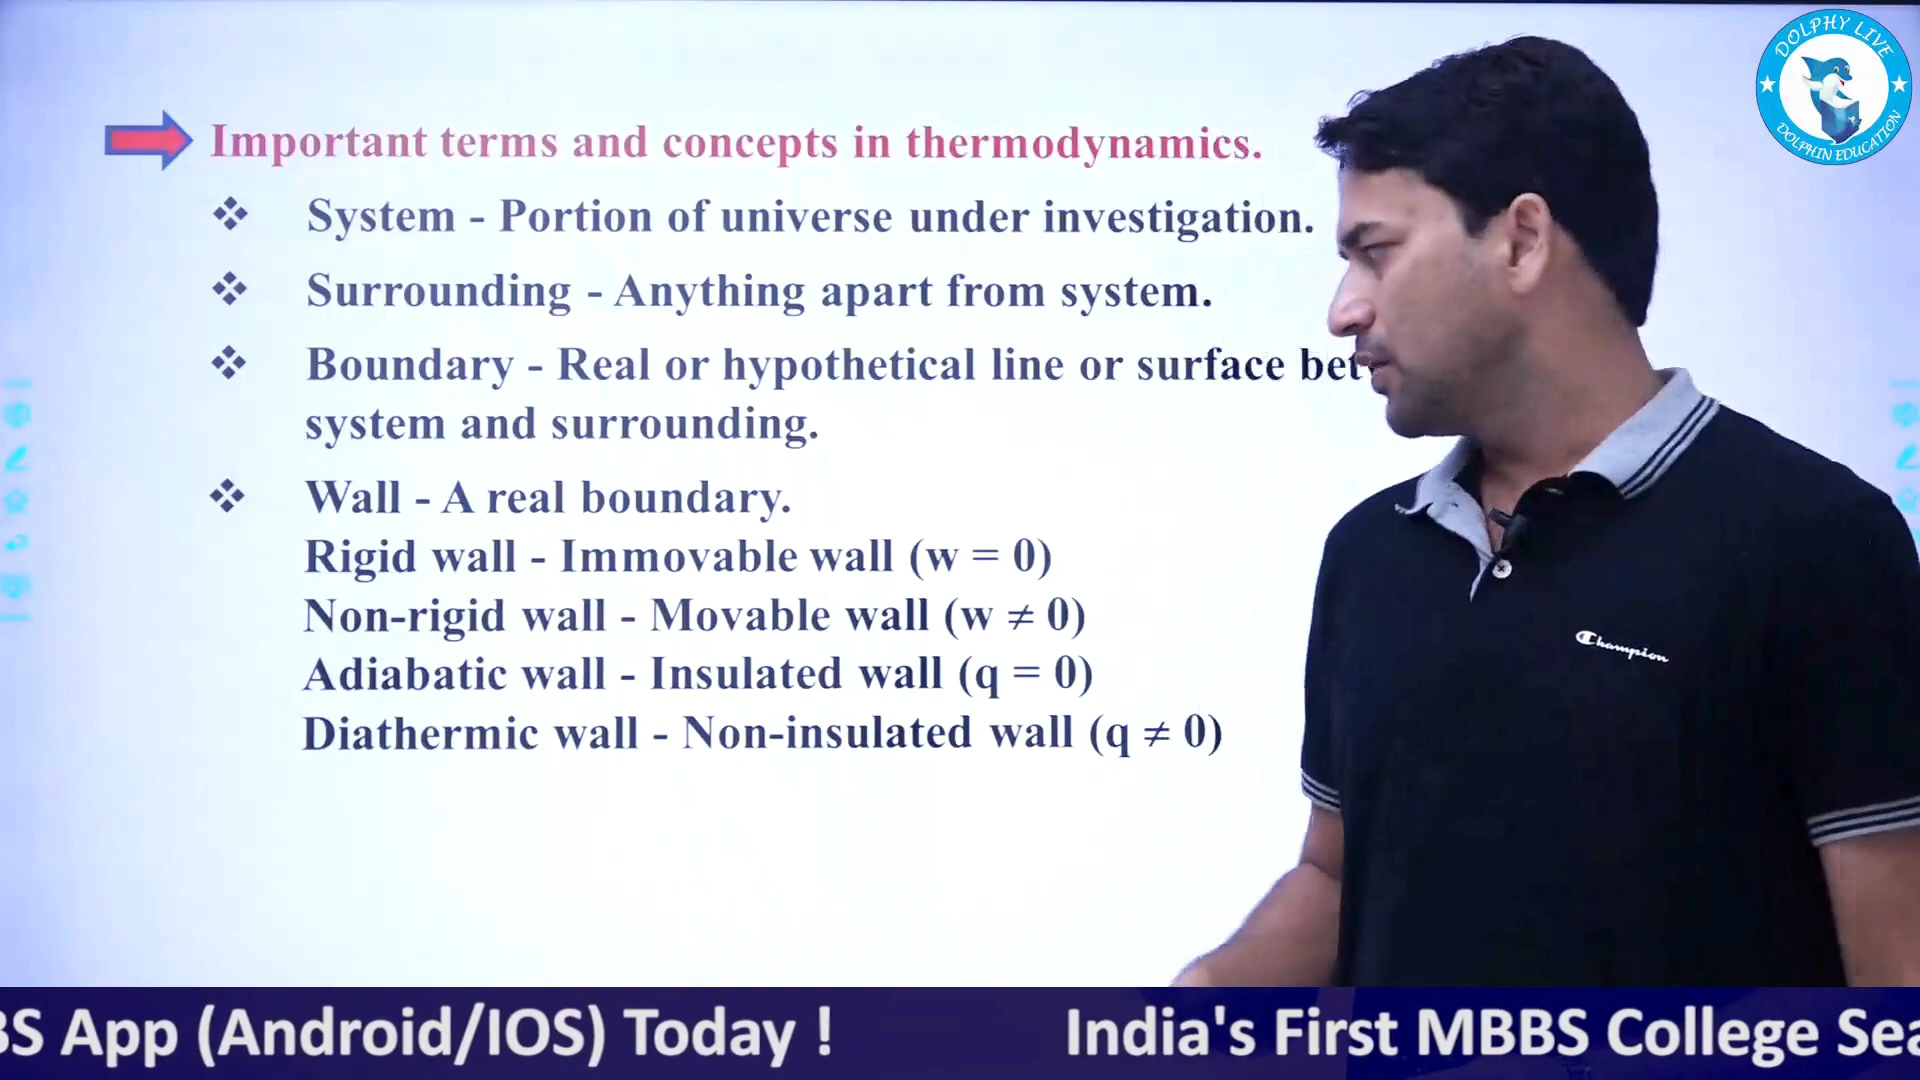 DOLPHY LIVE
DOLPHIN EDUCATION
Important terms and concepts in thermodynamics.
❖ System - Portion of universe under investigation.
❖ Surrounding - Anything apart from system.
❖ Boundary - Real or hypothetical line or surface
system and surrounding.
❖ Wall - A real boundary.
Rigid wall - Immovable wall (w = 0)
Non-rigid wall - Movable wall (w ≠ 0)
Adiabatic wall - Insulated wall (q = 0)
Diathermic wall - Non-insulated wall (q ≠ 0)
Champion
App (Android/IOS) Today ! India's First MBBS College